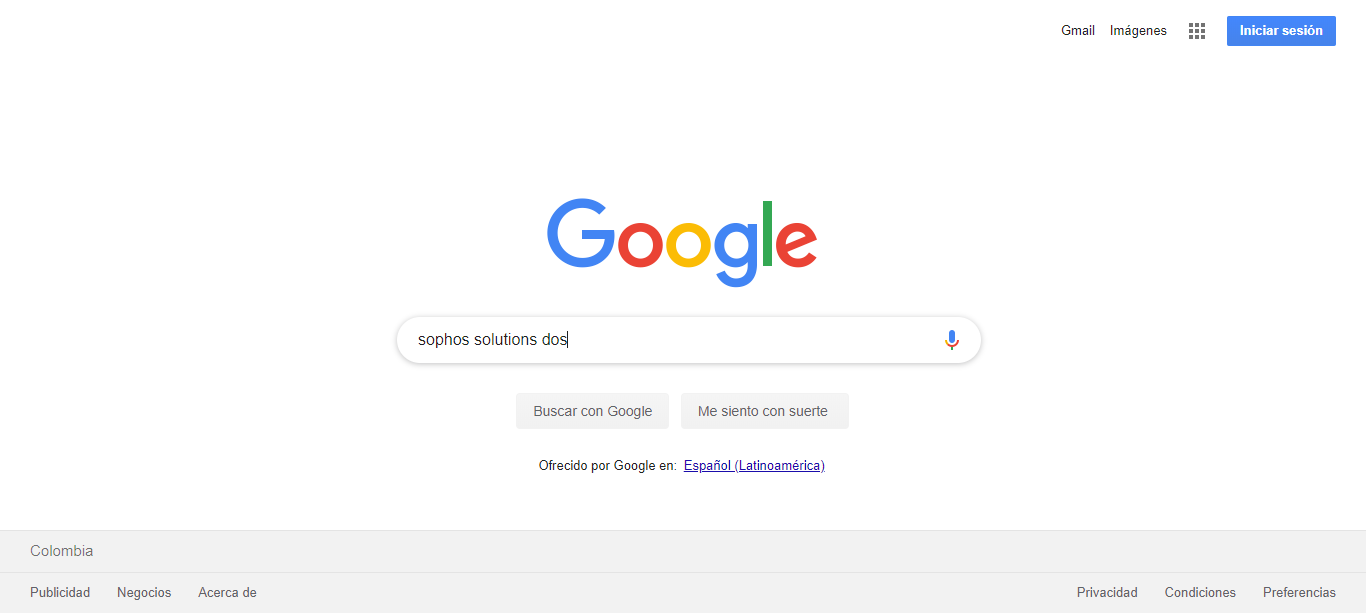 Gmail Imágenes Iniciar sesión
Google
sophos solutions dos
Buscar con Google Me siento con suerte
Ofrecido por Google en: Español (Latinoamérica)
Colombia
Publicidad Negocios Acerca de Privacidad Condiciones Preferencias